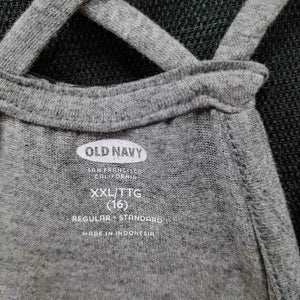 OLD NAVY
SAN FRANCISCO
CALIFORNIA
XXL/TTG
(16)
REGULAR • STANDARD
MADE IN INDONESIA